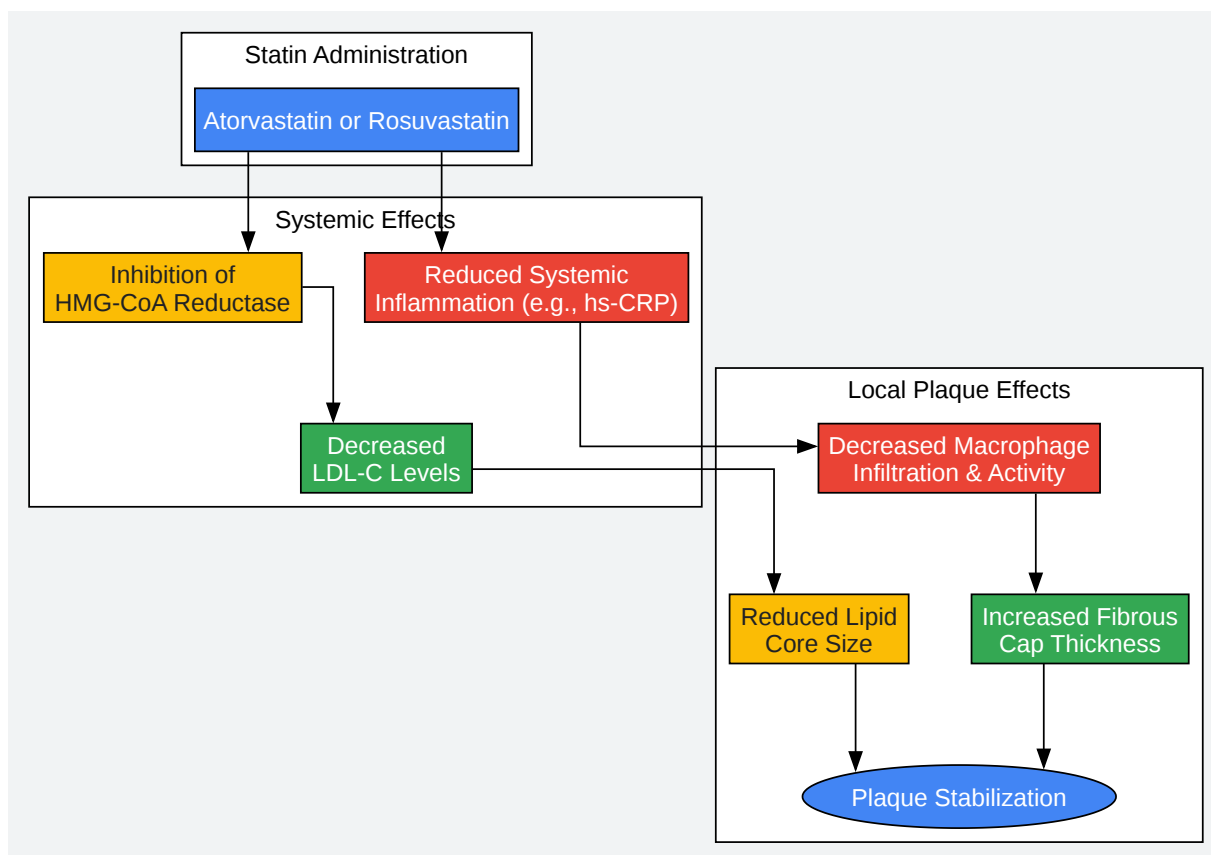 Statin Administration
Atorvastatin or Rosuvastatin
Systemic Effects
Inhibition of
HMG-CoA Reductase
Reduced Systemic
Inflammation (e.g., hs-CRP)
Decreased
LDL-C Levels
Local Plaque Effects
Decreased Macrophage
Infiltration & Activity
Reduced Lipid
Core Size
Increased Fibrous
Cap Thickness
Plaque Stabilization